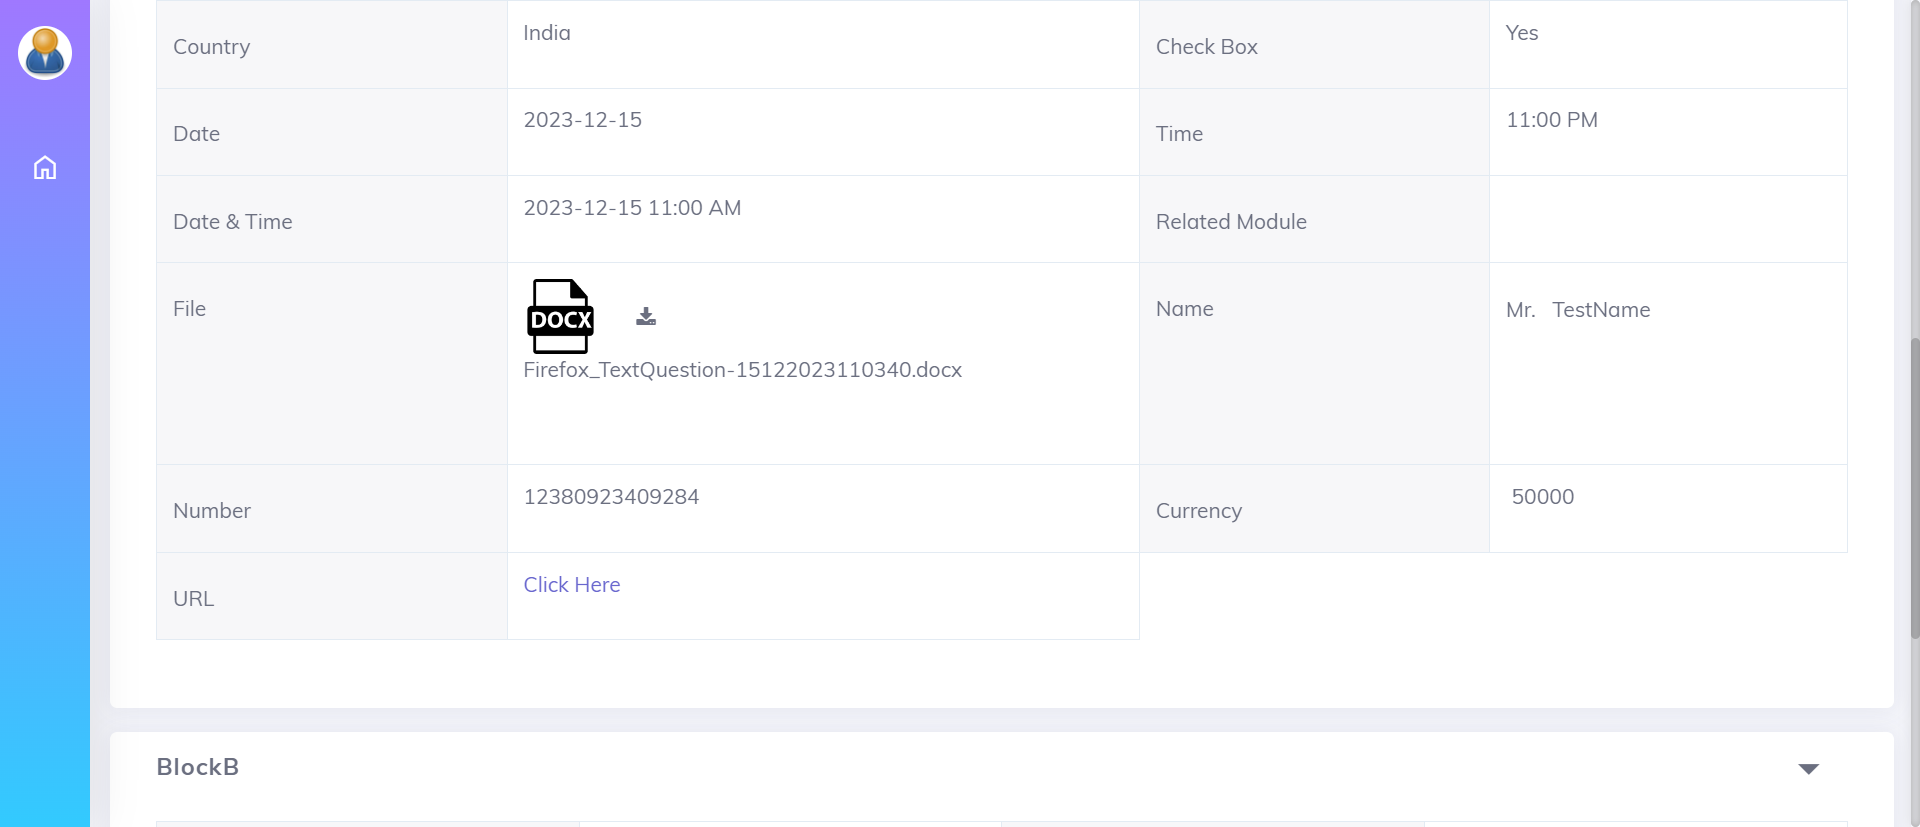 Country India Check Box Yes
Date 2023-12-15 Time 11:00 PM
Date & Time 2023-12-15 11:00 AM Related Module
File DOCX Name Mr. TestName
Firefox_TextQuestion-15122023110340.docx
Number 12380923409284 Currency 50000
URL Click Here
BlockB